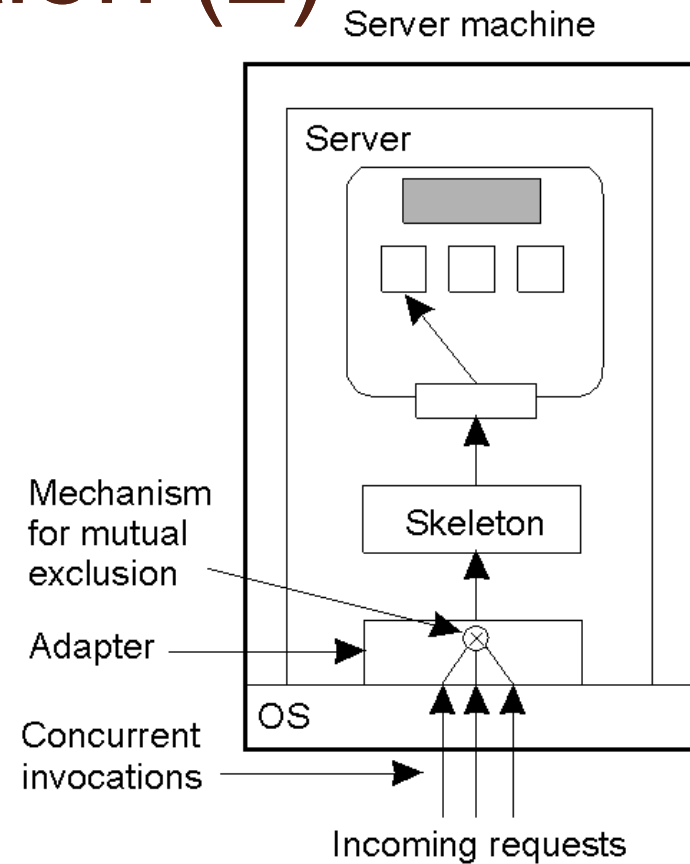 Server machine
Server
Mechanism
for mutual
exclusion
Skeleton
Adapter
OS
Concurrent
invocations
Incoming requests